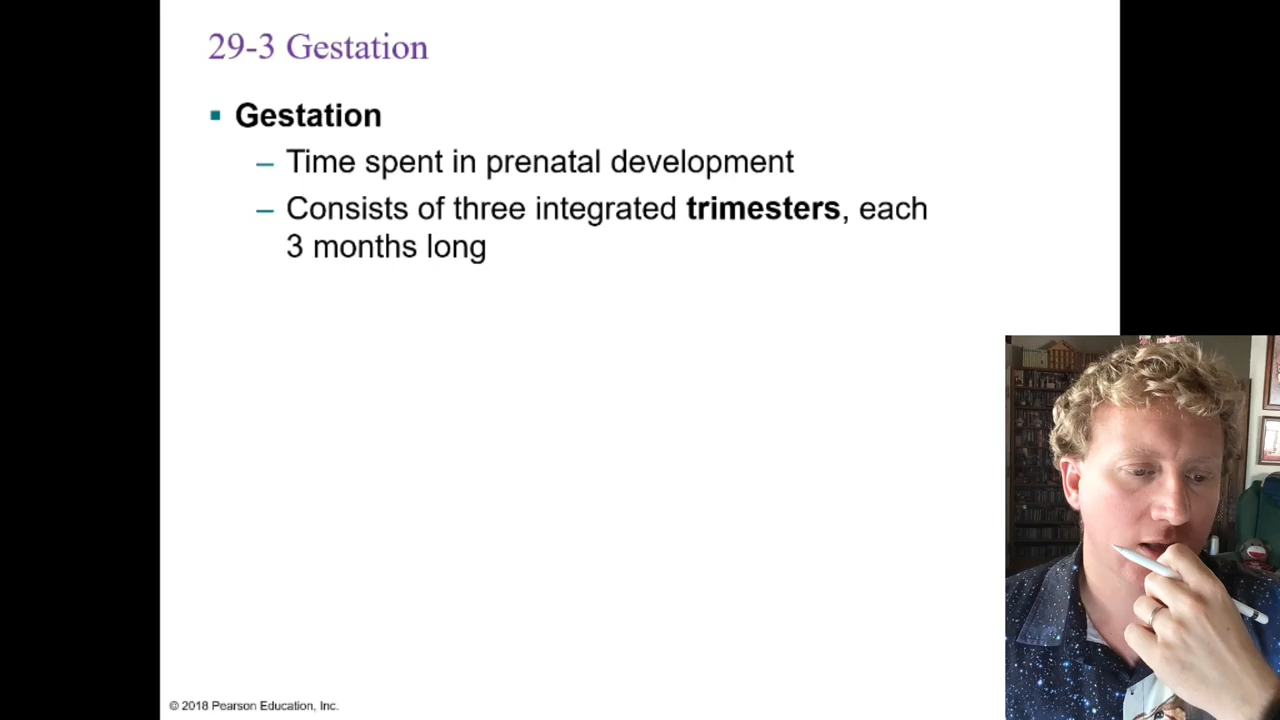 29-3 Gestation
▪ Gestation
– Time spent in prenatal development
– Consists of three integrated trimesters, each
3 months long
© 2018 Pearson Education, Inc.